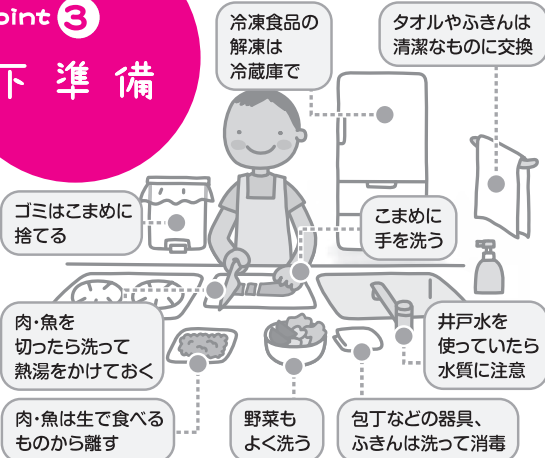 Point 3
下準備
冷凍食品の
解凍は
冷蔵庫で
タオルやふきんは
清潔なものに交換
ゴミはこまめに
捨てる
こまめに
手を洗う
肉・魚を
切ったら洗って
熱湯をかけておく
井戸水を
使っていたら
水質に注意
肉・魚は生で食べる
ものから離す
野菜も
よく洗う
包丁などの器具、
ふきんは洗って消毒